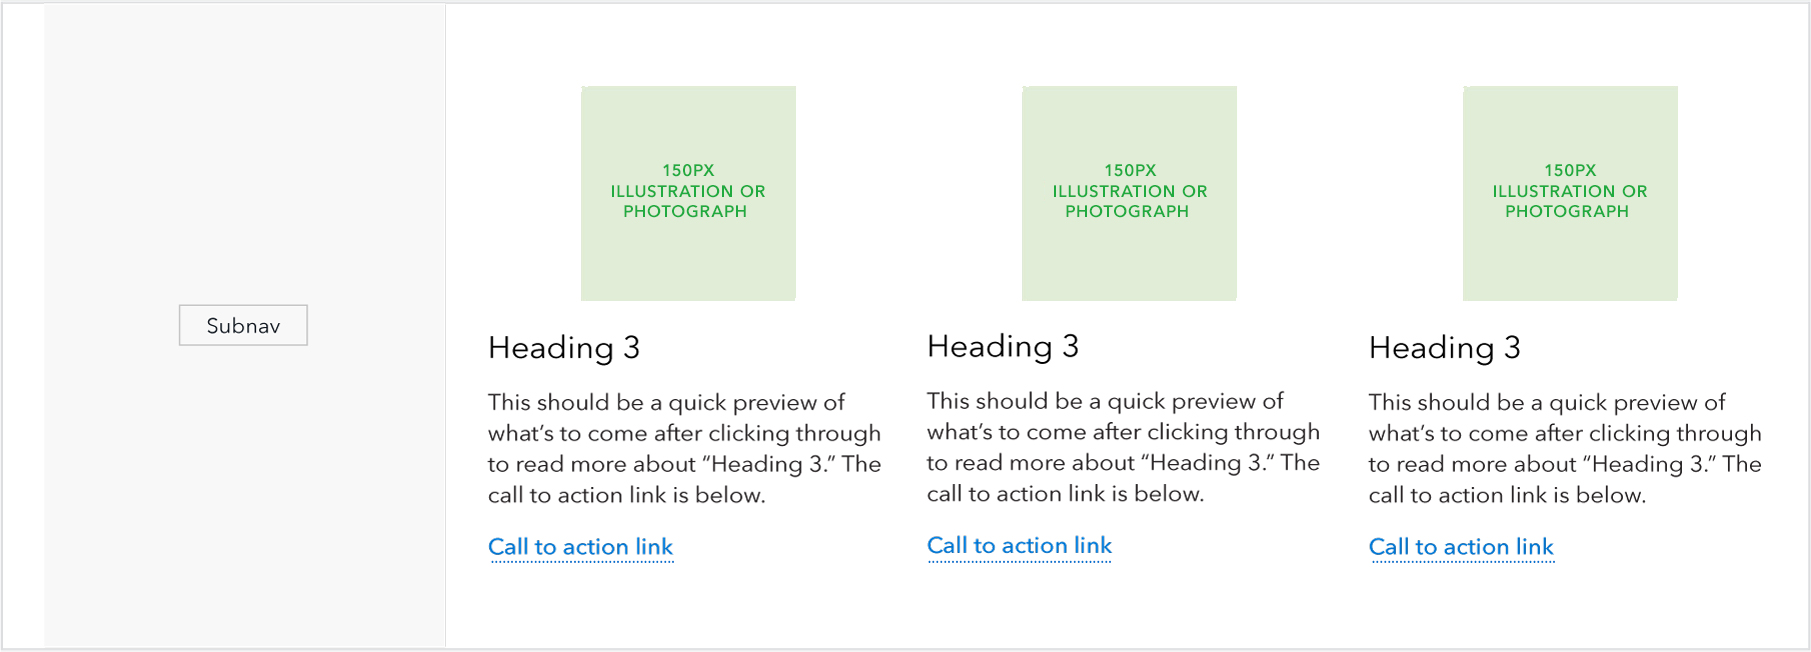 Subnav
150PX
ILLUSTRATION OR
PHOTOGRAPH
Heading 3
This should be a quick preview of
what’s to come after clicking through
to read more about “Heading 3.” The
call to action link is below.
Call to action link
150PX
ILLUSTRATION OR
PHOTOGRAPH
Heading 3
This should be a quick preview of
what’s to come after clicking through
to read more about “Heading 3.” The
call to action link is below.
Call to action link
150PX
ILLUSTRATION OR
PHOTOGRAPH
Heading 3
This should be a quick preview of
what’s to come after clicking through
to read more about “Heading 3.” The
call to action link is below.
Call to action link